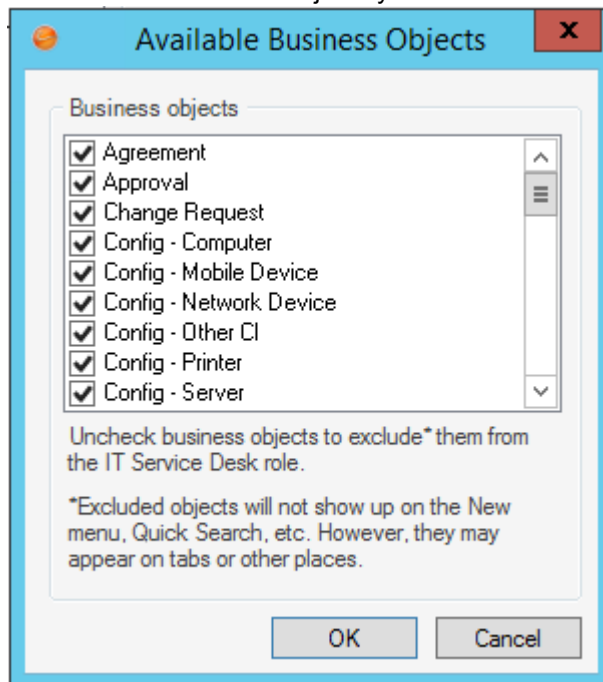 Available Business Objects
x
Business objects
Agreement
Approval
Change Request
Config - Computer
Config - Mobile Device
Config - Network Device
Config - Other CI
Config - Printer
Config - Server
Uncheck business objects to exclude* them from
the IT Service Desk role.
*Excluded objects will not show up on the New
menu, Quick Search, etc. However, they may
appear on tabs or other places.
OK
Cancel